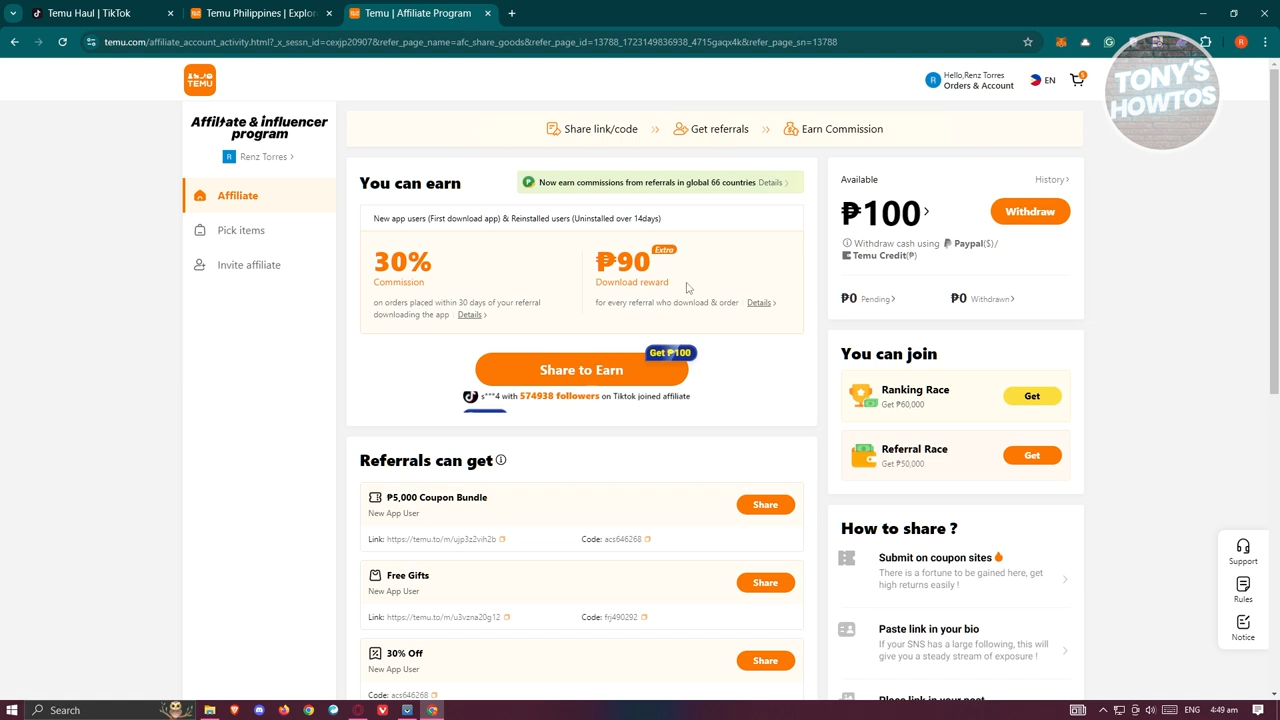 Temu Haul | TikTok
Temu Philippines | Explo
Temu | Affiliate Program
temu.com/affiliate_account_activity.html?_x_sessn_id=cexjp20907&refer_page_name=afc_share_goods&refer_page_id=13788_1723149836938_4715gaqx4k&refer_page_sn=13788
TEMU
Hello, Renz Torres
Orders & Account
EN
TONY'S
HOWTOS
Affiliate & influencer
program
R Renz Torres >
Affiliate
Pick items
Invite affiliate
Share link/code
Get referrals
Earn Commission
You can earn
Now earn commissions from referrals in global 66 countries Details >
New app users (First download app) & Reinstalled users (Uninstalled over 14days)
30%
Commission
on orders placed within 30 days of your referral
downloading the app Details >
₱90
Extra
Download reward
for every referral who download & order Details >
Get ₱100
Share to Earn
s***4 with 574938 followers on Tiktok joined affiliate
Referrals can get
₱5,000 Coupon Bundle
New App User
Share
Link: https://temu.to/m/ujp3z2vih2b
Code: acs646268
Free Gifts
New App User
Share
Link: https://temu.to/m/u3vzna20g12
Code: frj490292
30% Off
New App User
Share
Code: acs646268
Available
History >
₱100 >
Withdraw
Withdraw cash using Paypal($)/
Temu Credit(₱)
₱0 Pending >
₱0 Withdrawn >
You can join
Ranking Race
Get ₱60,000
Get
Referral Race
Get ₱50,000
Get
How to share ?
Submit on coupon sites
There is a fortune to be gained here, get
high returns easily !
Paste link in your bio
If your SNS has a large following, this will
give you a steady stream of exposure !
Place link in your post
Support
Rules
Notice
Search
ENG
4:49 am